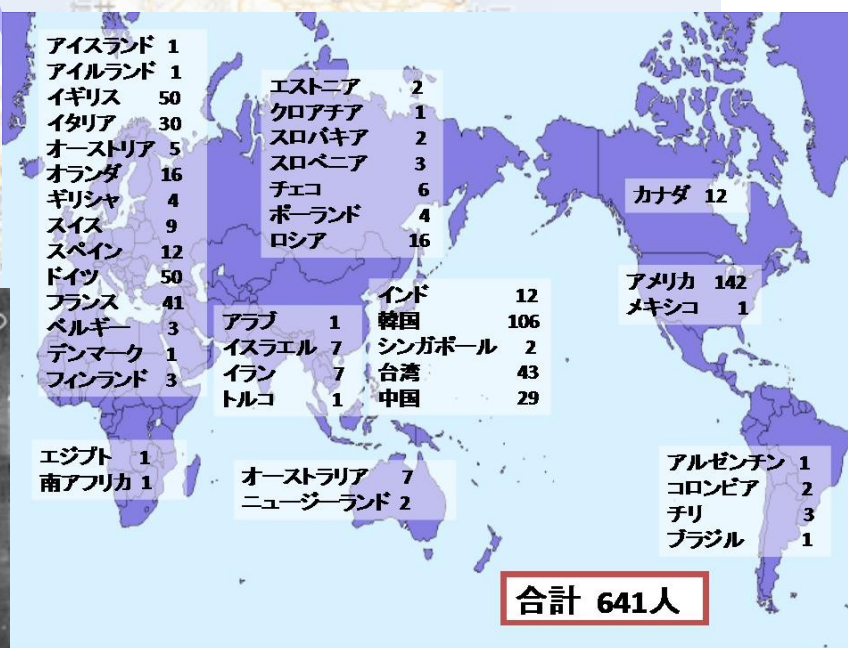 アイスランド 1
アイルランド 1
イギリス 50
イタリア 30
オーストリア 5
オランダ 16
ギリシャ 4
スイス 9
スペイン 12
ドイツ 50
フランス 41
ベルギー 3
デンマーク 1
フィンランド 3
エストニア 2
クロアチア 1
スロバキア 2
スロベニア 3
チェコ 6
ポーランド 4
ロシア 16
カナダ 12
アメリカ 142
メキシコ 1
アラブ 1
イスラエル 7
イラン 7
トルコ 1
インド 12
韓国 106
シンガポール 2
台湾 43
中国 29
エジプト 1
南アフリカ 1
オーストラリア 7
ニュージーランド 2
アルゼンチン 1
コロンビア 2
チリ 3
ブラジル 1
合計 641人